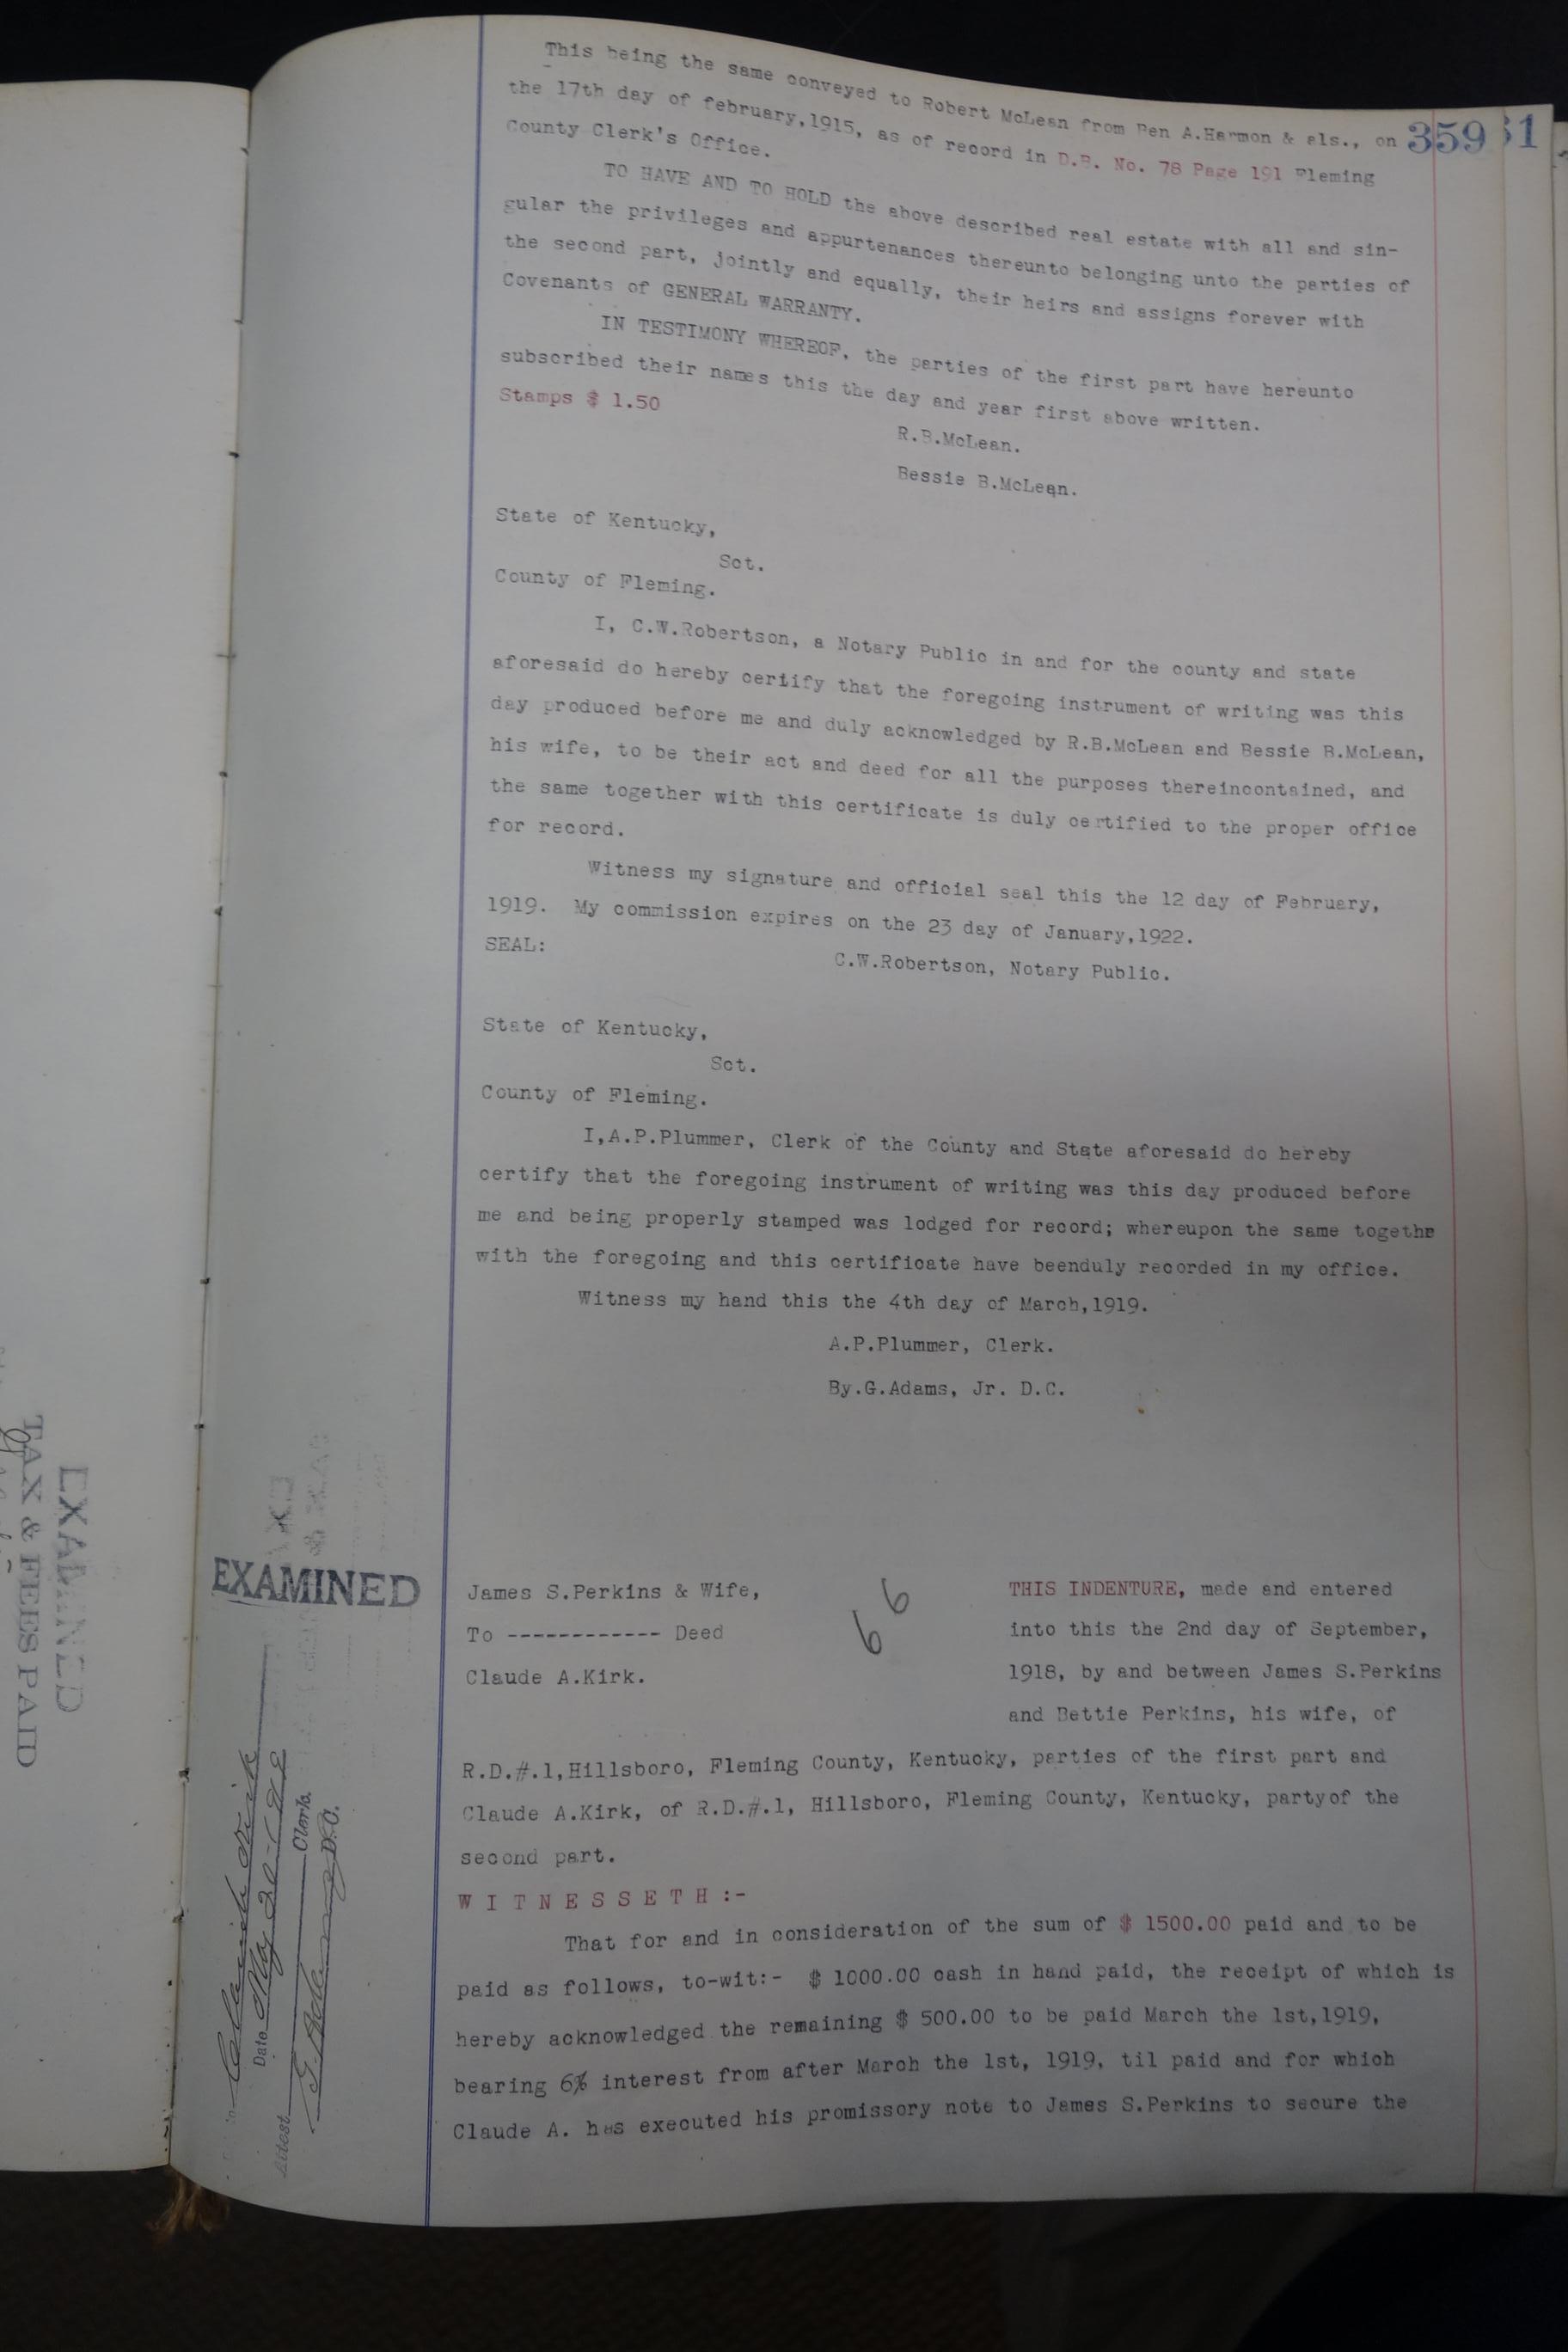 359
61
This being the same conveyed to Robert McLean from Ben A.Harmon & els., on
the 17th day of february,1915, as of record in D.B. No. 78 Page 191 Fleming
County Clerk's Office.
TO HAVE AND TO HOLD the above described real estate with all and sin-
gular the privileges and appurtenances thereunto belonging unto the parties of
the second part, jointly and equally, their heirs and assigns forever with
Covenants of GENERAL WARRANTY.
IN TESTIMONY WHEREOF, the parties of the first part have hereunto
subscribed their names this the day and year first above written.
Stamps $ 1.50
R.B.McLean.
Bessie B.McLean.
State of Kentucky,
Sct.
County of Fleming.
I, C.W.Robertson, a Notary Public in and for the county and state
aforesaid do hereby certify that the foregoing instrument of writing was this
day produced before me and duly acknowledged by R.B.McLean and Bessie B.McLean,
his wife, to be their act and deed for all the purposes thereincontained, and
the same together with this certificate is duly certified to the proper office
for record.
Witness my signature and official seal this the 12 day of February,
1919. My commission expires on the 23 day of January,1922.
SEAL:
C.W.Robertson, Notary Public.
State of Kentucky,
Sct.
County of Fleming.
I,A.P.Plummer, Clerk of the County and State aforesaid do hereby
certify that the foregoing instrument of writing was this day produced before
me and being properly stamped was lodged for record; whereupon the same togethe
with the foregoing and this certificate have beenduly recorded in my office.
Witness my hand this the 4th day of March,1919.
A.P.Plummer, Clerk.
By.G.Adams, Jr. D.C.
EXAMINED
TAX & FEES PAID
EXAMINED
James S.Perkins & Wife,
To ------------ Deed
Claude A.Kirk.
6 6
THIS INDENTURE, made and entered
into this the 2nd day of September,
1918, by and between James S.Perkins
and Bettie Perkins, his wife, of
R.D.#.1,Hillsboro, Fleming County, Kentucky, parties of the first part and
Claude A.Kirk, of R.D.#.1, Hillsboro, Fleming County, Kentucky, partyof the
second part.
W I T N E S S E T H :-
That for and in consideration of the sum of $ 1500.00 paid and to be
paid as follows, to-wit:- $ 1000.00 cash in hand paid, the receipt of which is
hereby acknowledged the remaining $ 500.00 to be paid March the 1st,1919,
bearing 6% interest from after March the 1st, 1919, til paid and for which
Claude A. has executed his promissory note to James S.Perkins to secure the
Date
Attest
Clerk.
D.C.